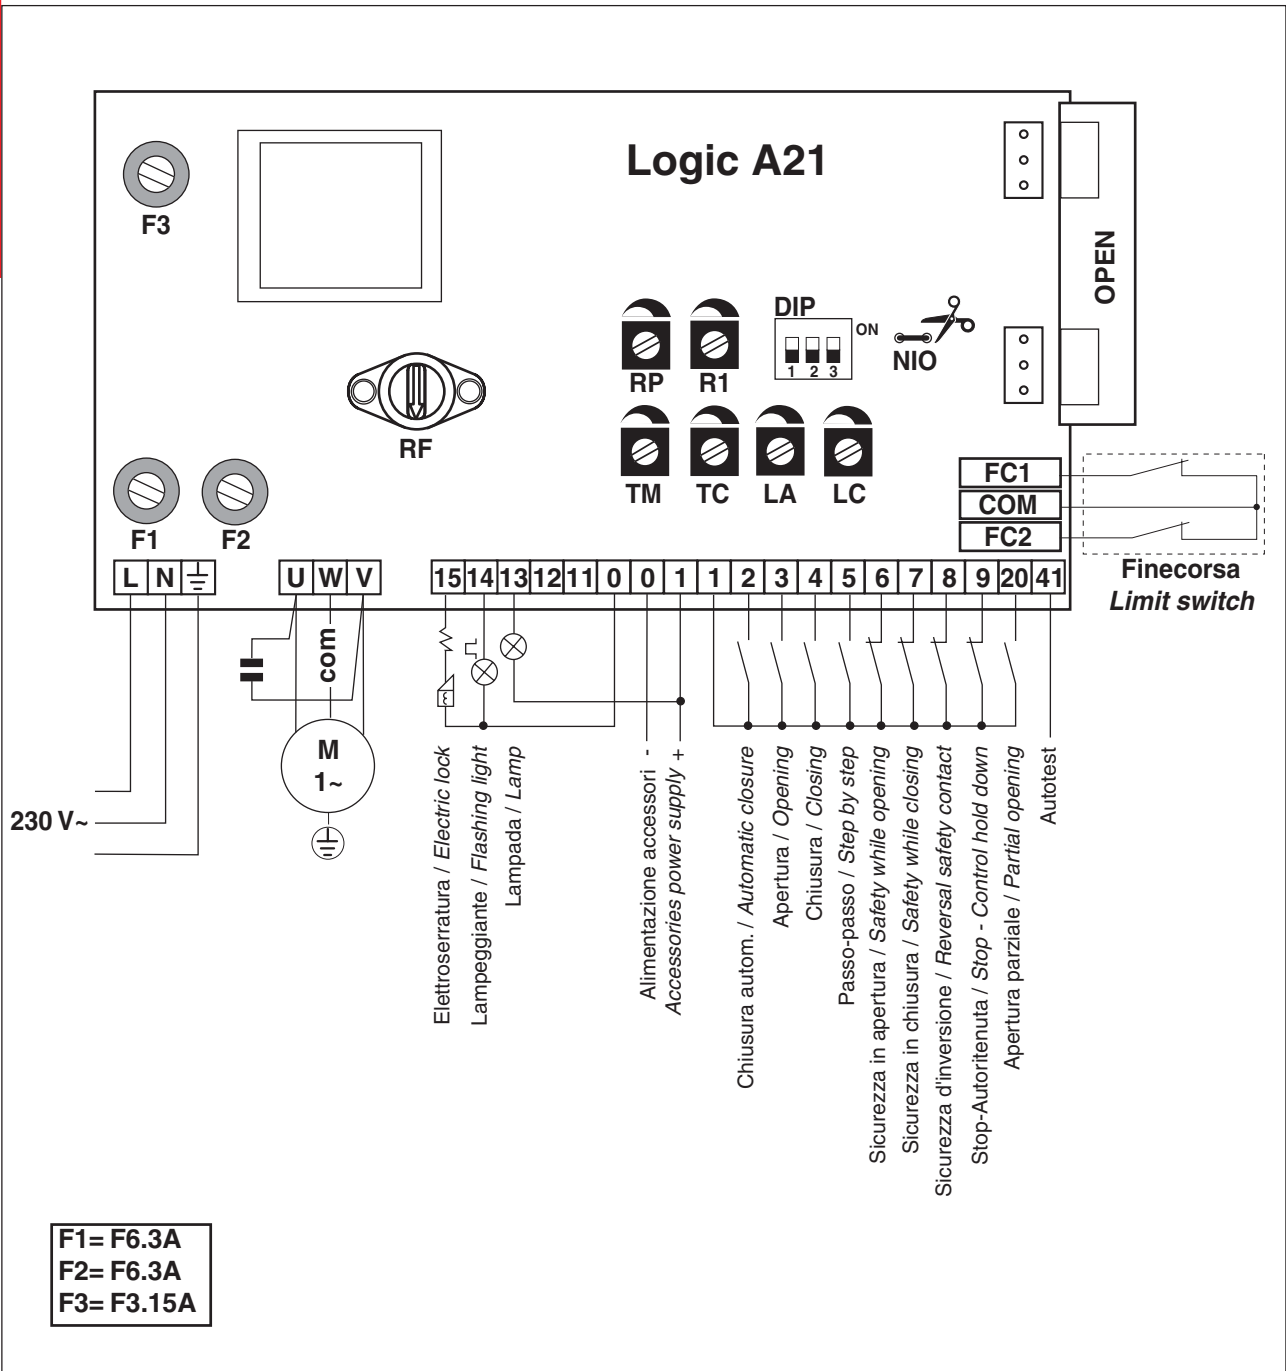 Logic A21
F3
OPEN
DIP
ON
1 2 3
NIO
RP
R1
RF
TM
TC
LA
LC
FC1
COM
FC2
F1
F2
L N
U W V
15 14 13 12 11 0 0 1 1 2 3 4 5 6 7 8 9 20 41
Finecorsa
Limit switch
com
M
1~
230 V~
Elettroserratura / Electric lock
Lampeggiante / Flashing light
Lampada / Lamp
Alimentazione accessori -
Accessories power supply +
Chiusura autom. / Automatic closure
Apertura / Opening
Chiusura / Closing
Passo-passo / Step by step
Sicurezza in apertura / Safety while opening
Sicurezza in chiusura / Safety while closing
Sicurezza d'inversione / Reversal safety contact
Stop-Autoritenuta / Stop - Control hold down
Apertura parziale / Partial opening
Autotest
F1= F6.3A
F2= F6.3A
F3= F3.15A